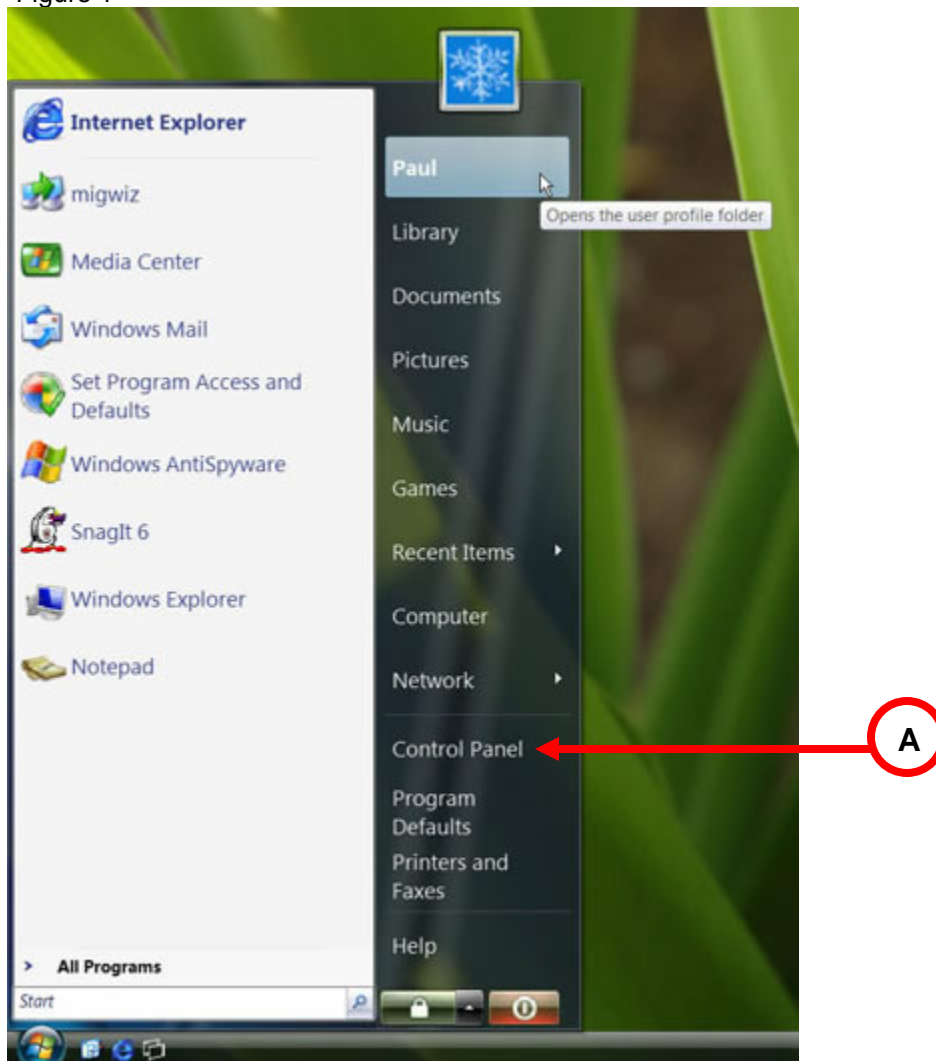 Internet Explorer
migwiz
Media Center
Windows Mail
Set Program Access and
Defaults
Windows AntiSpyware
SnagIt 6
Windows Explorer
Notepad
All Programs
Start
Paul
Opens the user profile folder
Library
Documents
Pictures
Music
Games
Recent Items
Computer
Network
Control Panel
A
Program
Defaults
Printers and
Faxes
Help